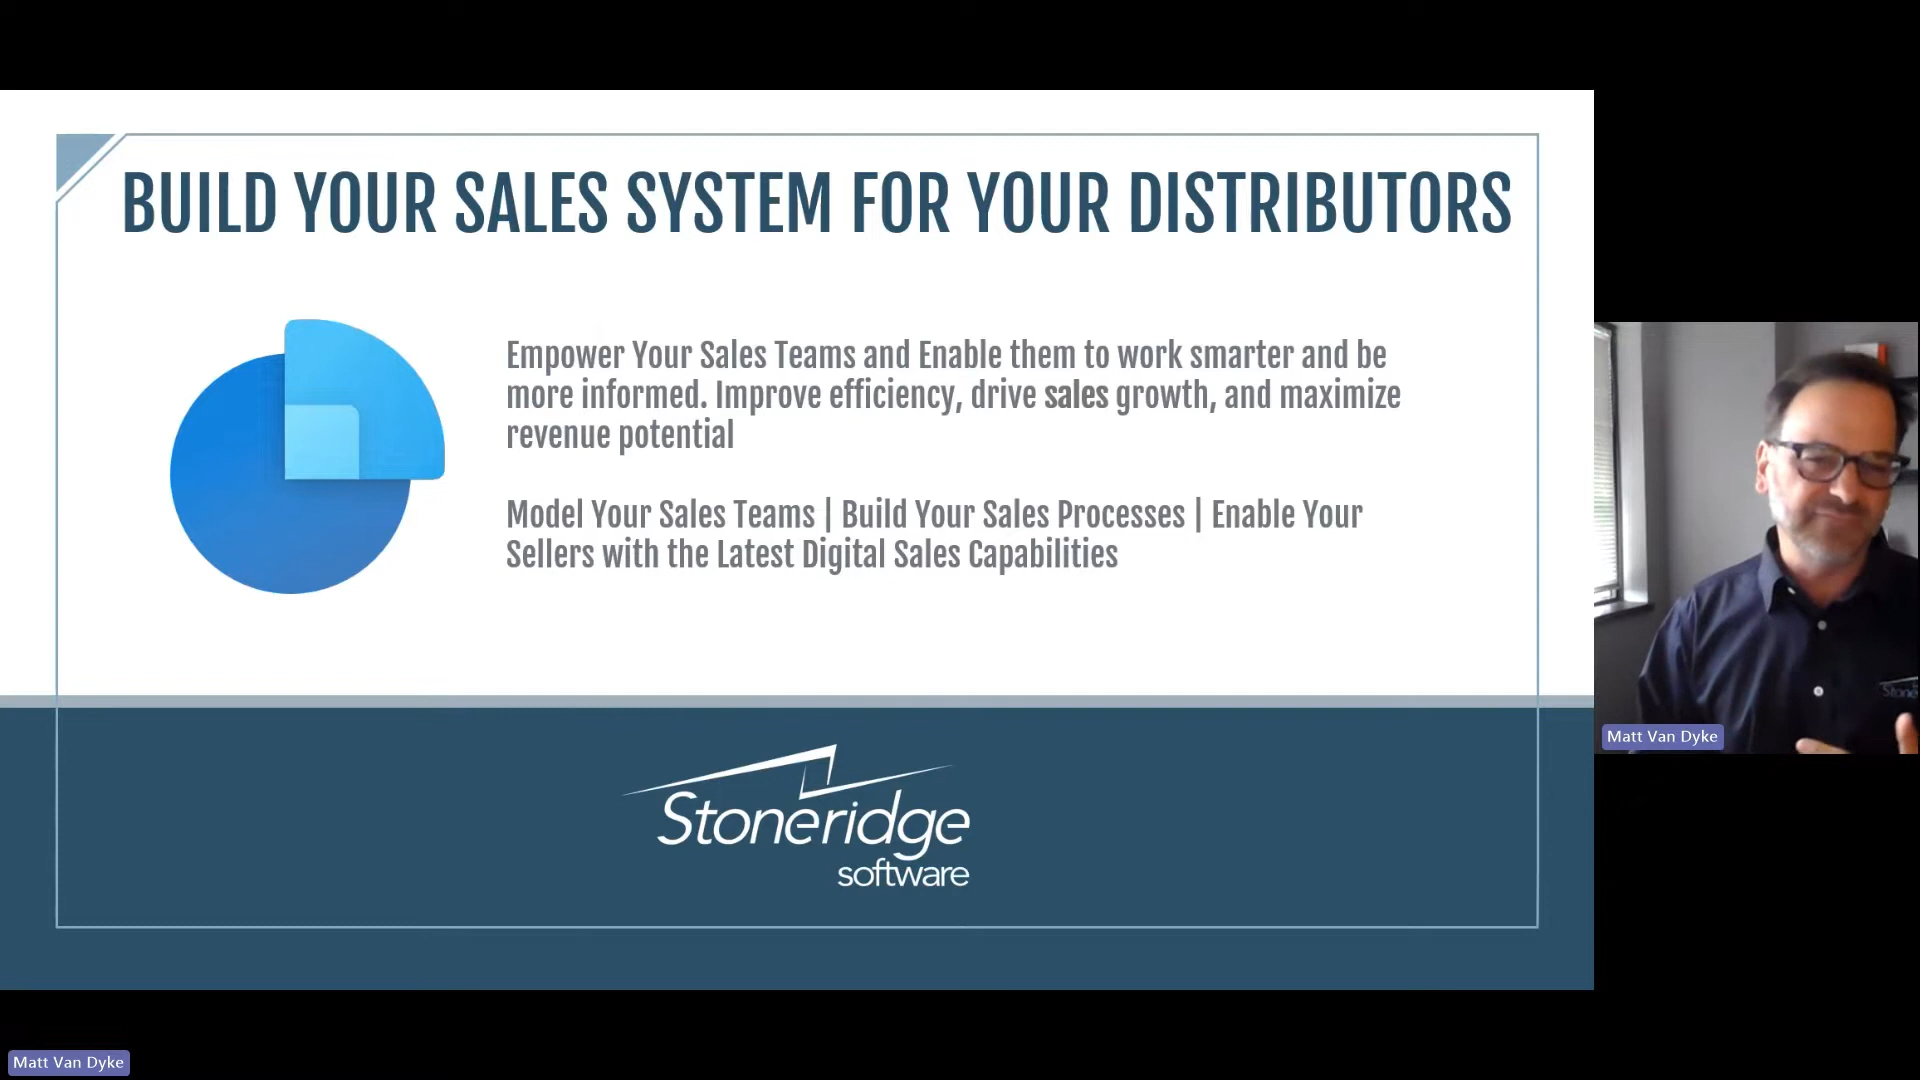 BUILD YOUR SALES SYSTEM FOR YOUR DISTRIBUTORS
Empower Your Sales Teams and Enable them to work smarter and be
more informed. Improve efficiency, drive sales growth, and maximize
revenue potential
Model Your Sales Teams | Build Your Sales Processes | Enable Your
Sellers with the Latest Digital Sales Capabilities
Stoneridge
software
Matt Van Dyke
Matt Van Dyke